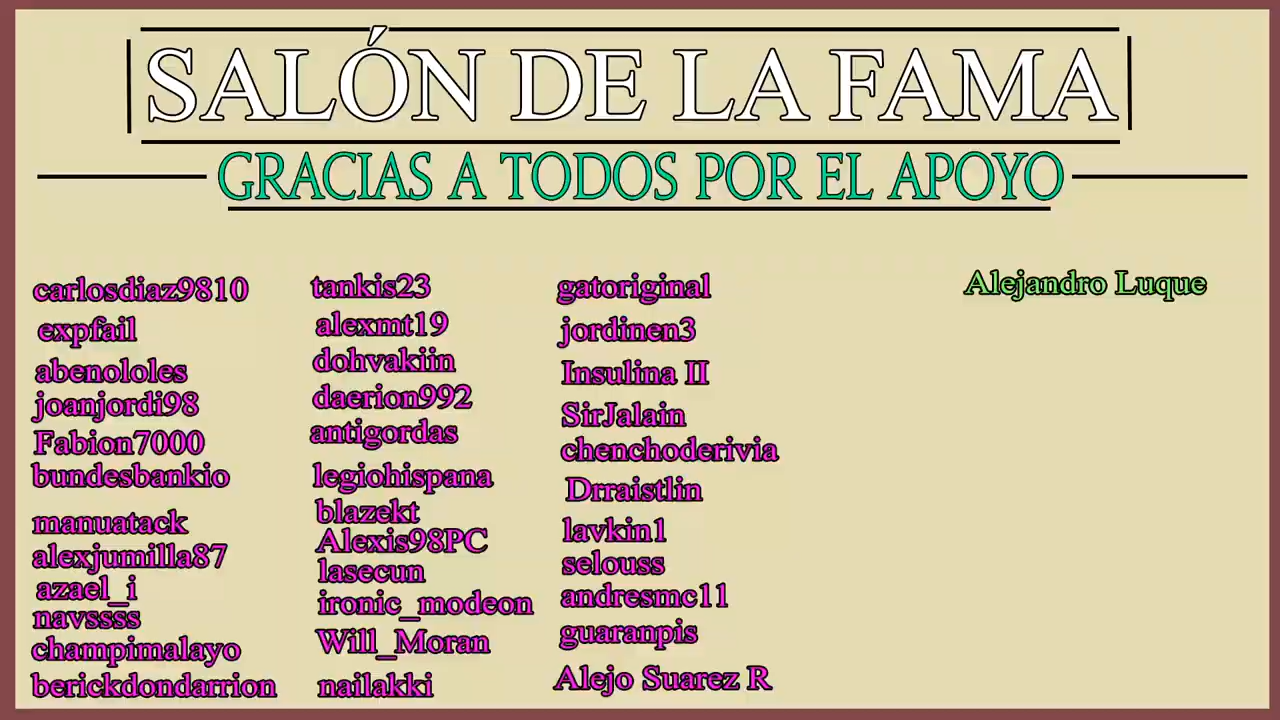 SALÓN DE LA FAMA
GRACIAS A TODOS POR EL APOYO
carlosdiaz9810
expfail
abenololes
joanjordi98
Fabion7000
bundesbankio
manuatack
alexjumilla87
azael_i
navssss
champimalayo
berickdondarrion
tankis23
alexmt19
dohvakiin
daerion992
antigordas
legiohispana
blazekt
Alexis98PC
lasecun
ironic_modeon
Will_Moran
nailakki
gatoriginal
jordinen3
Insulina II
SirJalain
chenchoderivia
Drraistlin
lavkin1
selouss
andresmc11
guaranpis
Alejo Suarez R
Alejandro Luque